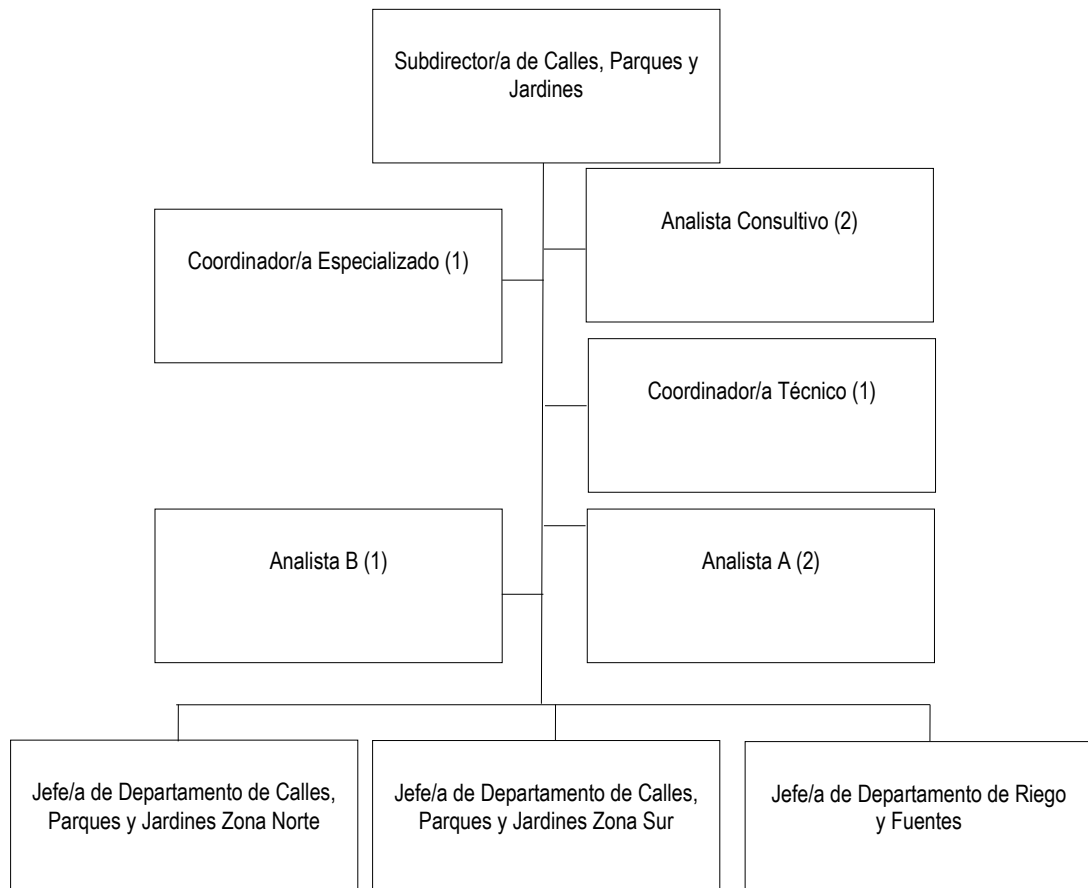 Subdirector/a de Calles, Parques y
Jardines
Analista Consultivo (2)
Coordinador/a Especializado (1)
Coordinador/a Técnico (1)
Analista B (1)
Analista A (2)
Jefe/a de Departamento de Calles,
Parques y Jardines Zona Norte
Jefe/a de Departamento de Calles,
Parques y Jardines Zona Sur
Jefe/a de Departamento de Riego
y Fuentes